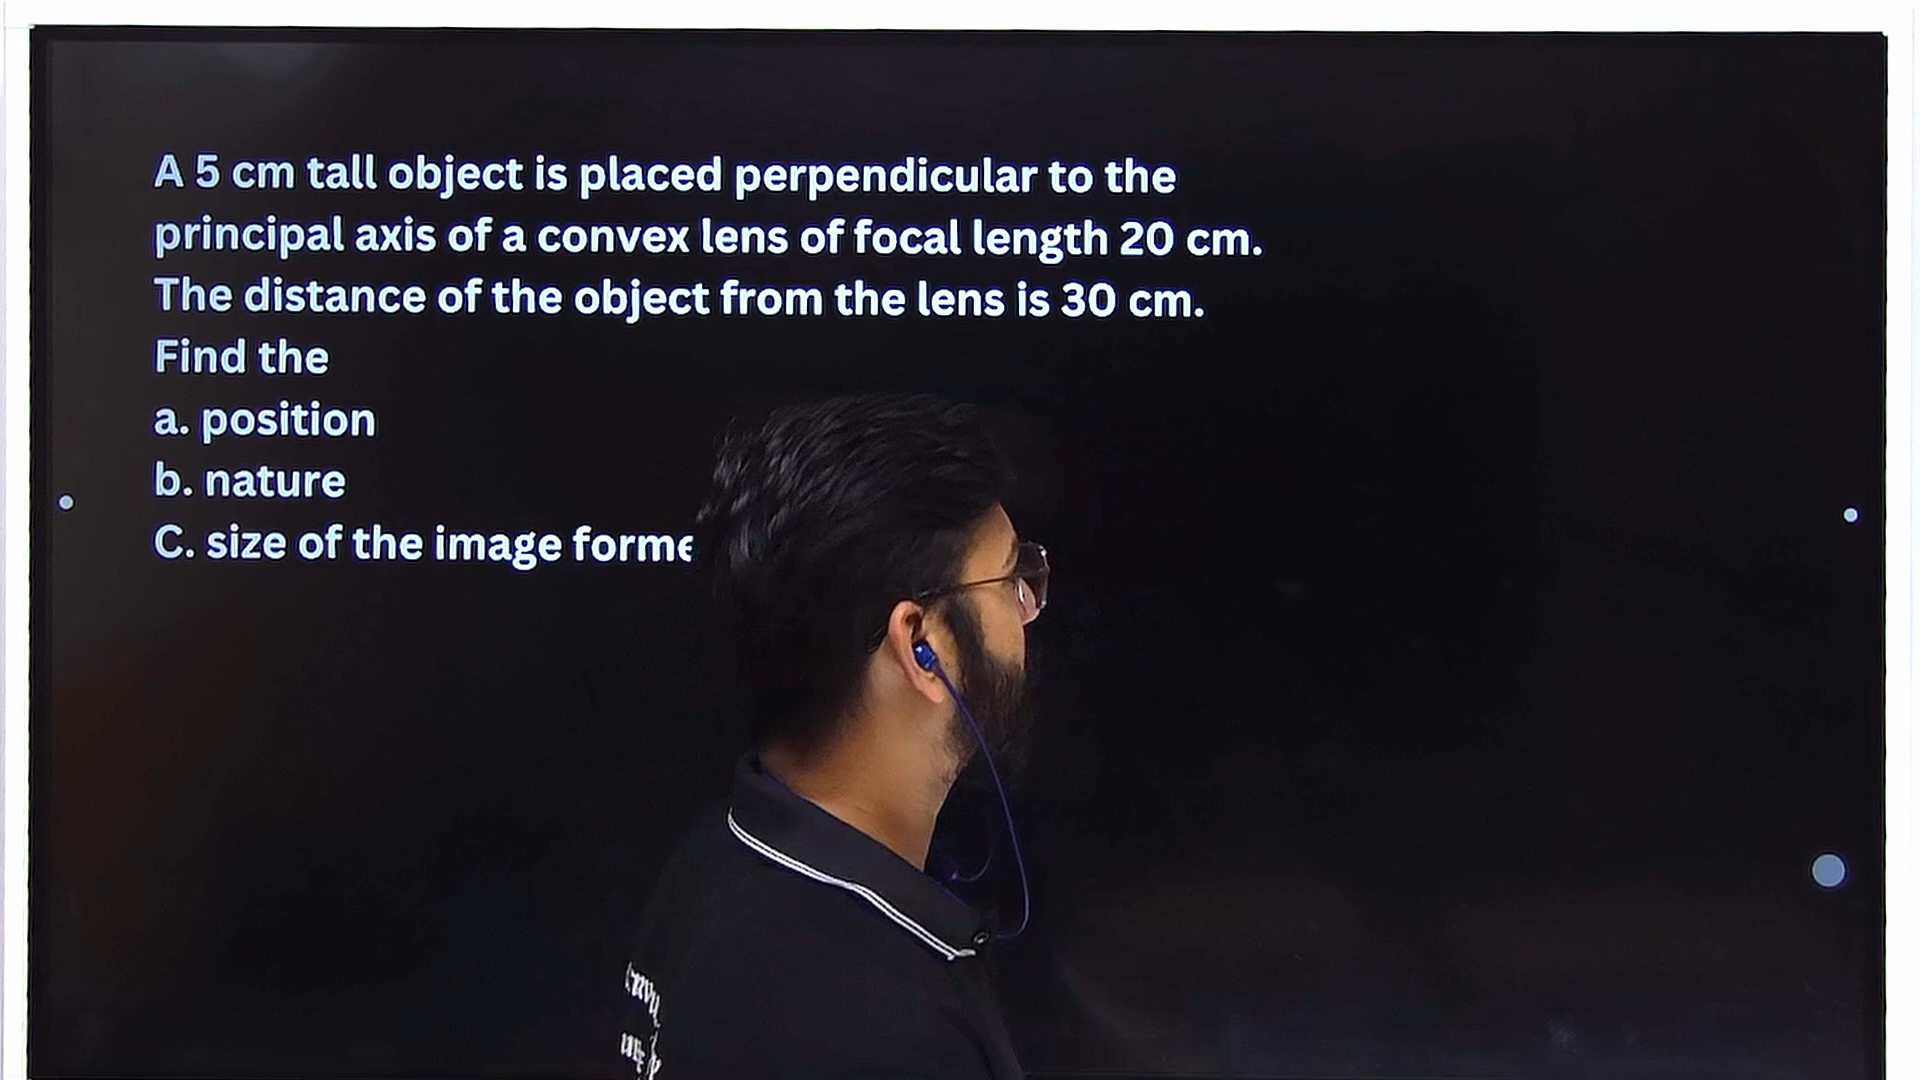 A 5 cm tall object is placed perpendicular to the
principal axis of a convex lens of focal length 20 cm.
The distance of the object from the lens is 30 cm.
Find the
a. position
b. nature
C. size of the image forme